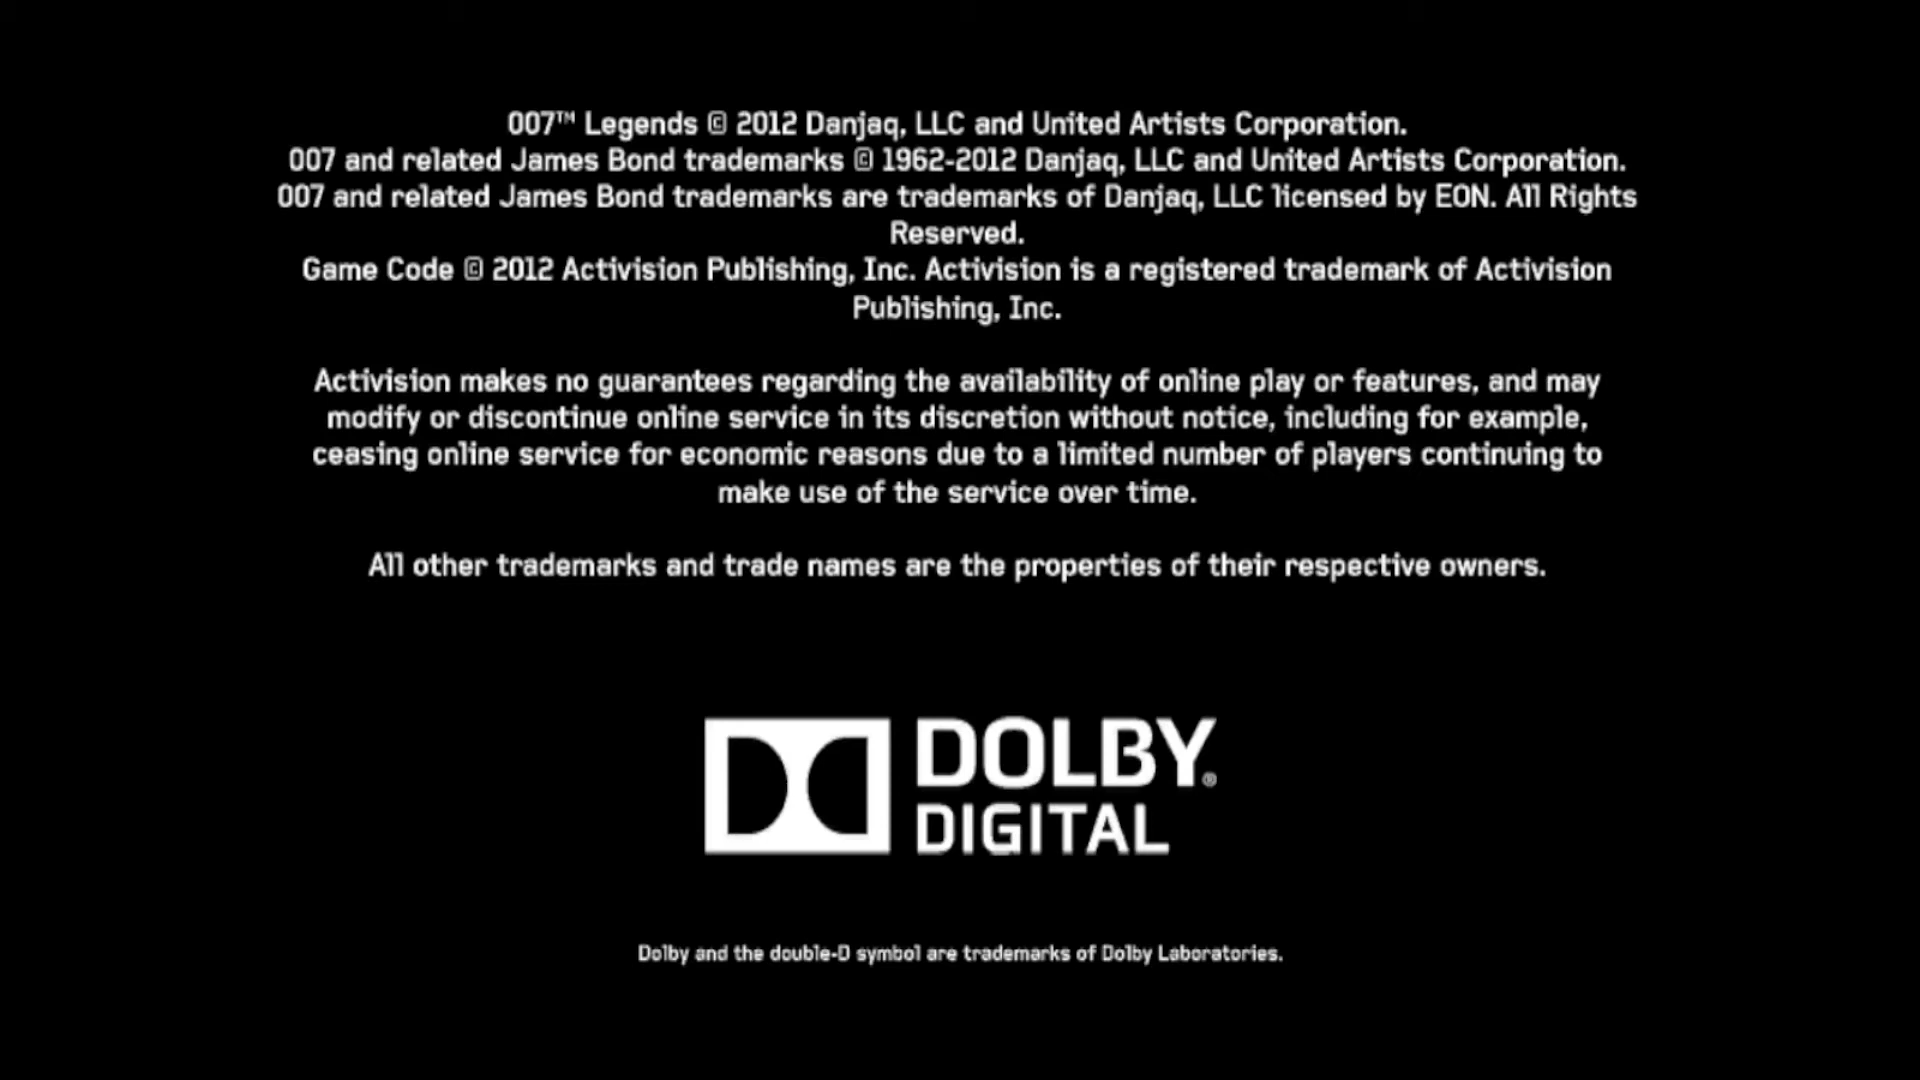 007™ Legends © 2012 Danjaq, LLC and United Artists Corporation.
007 and related James Bond trademarks © 1962-2012 Danjaq, LLC and United Artists Corporation.
007 and related James Bond trademarks are trademarks of Danjaq, LLC licensed by EON. All Rights
Reserved.
Game Code © 2012 Activision Publishing, Inc. Activision is a registered trademark of Activision
Publishing, Inc.
Activision makes no guarantees regarding the availability of online play or features, and may
modify or discontinue online service in its discretion without notice, including for example,
ceasing online service for economic reasons due to a limited number of players continuing to
make use of the service over time.
All other trademarks and trade names are the properties of their respective owners.
DOLBY®
DIGITAL
Dolby and the double-D symbol are trademarks of Dolby Laboratories.